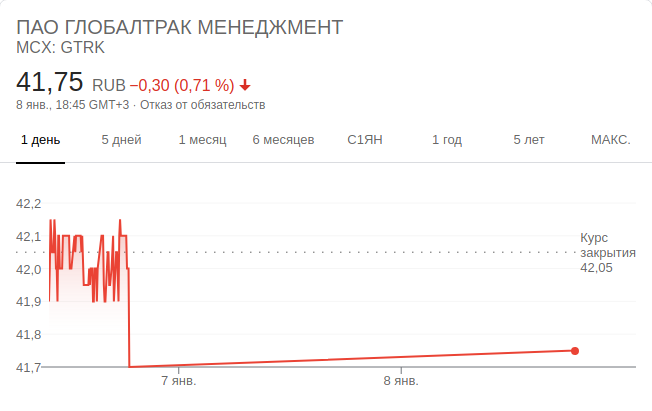 ПАО ГЛОБАЛТРАК МЕНЕДЖМЕНТ
MCX: GTRK
41,75 RUB −0,30 (0,71 %)
8 янв., 18:45 GMT+3 · Отказ от обязательств
1 день 5 дней 1 месяц 6 месяцев С1ЯН 1 год 5 лет МАКС.
42,2
42,1
42,0
41,9
41,8
41,7
Курс
закрытия
42,05
7 янв. 8 янв.